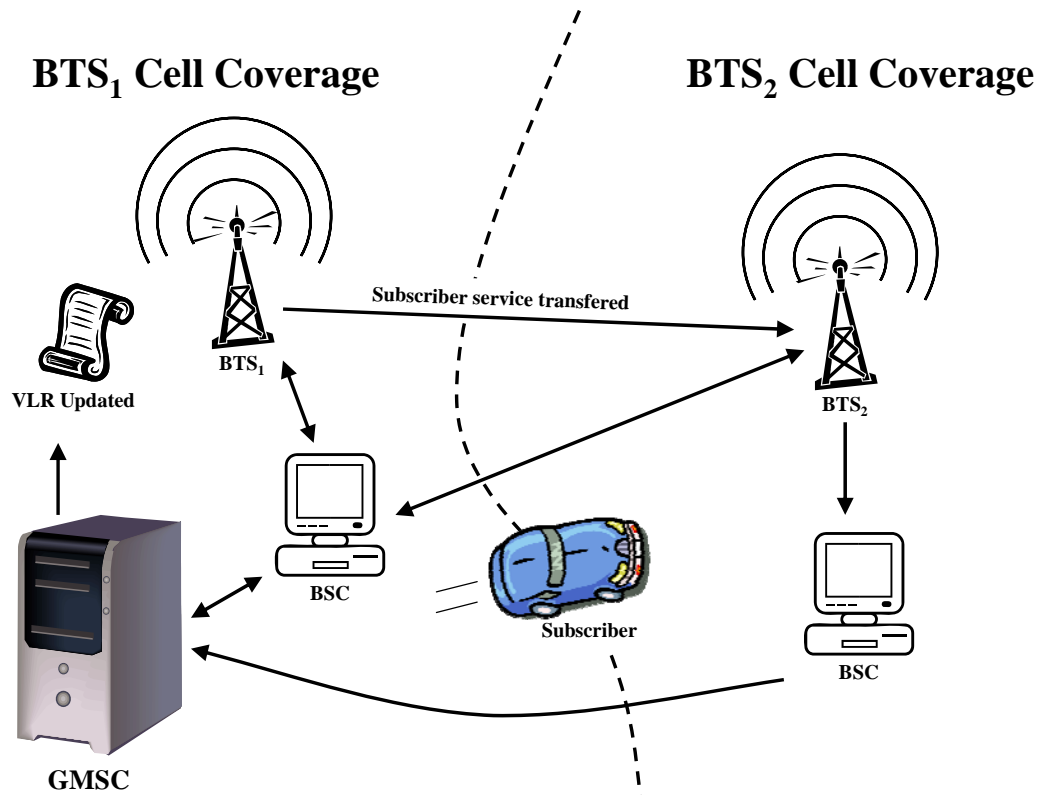 BTS₁ Cell Coverage
BTS₂ Cell Coverage
Subscriber service transfered
BTS₁
VLR Updated
BTS₂
BSC
Subscriber
BSC
GMSC